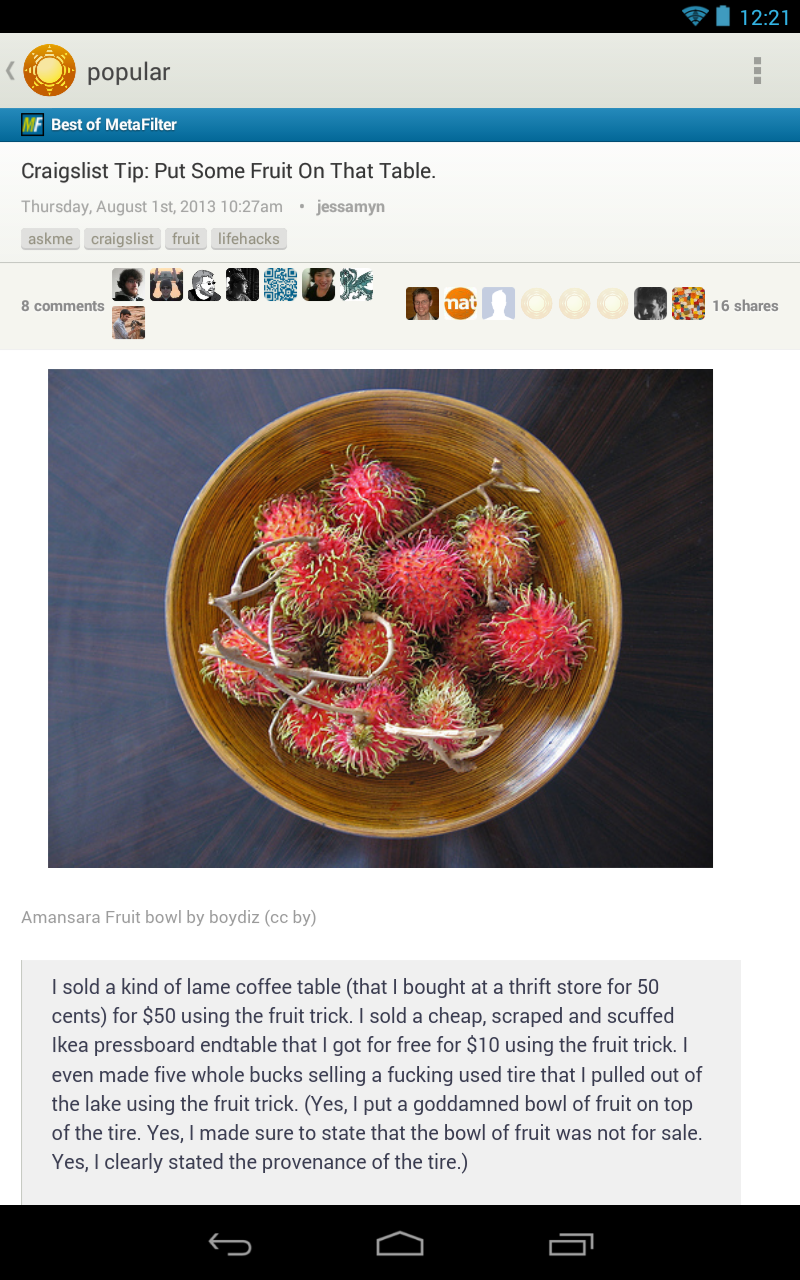 12:21
popular
MF Best of MetaFilter
Craigslist Tip: Put Some Fruit On That Table.
Thursday, August 1st, 2013 10:27am • jessamyn
askme craigslist fruit lifehacks
8 comments
mat
16 shares
Amansara Fruit bowl by boydiz (cc by)
I sold a kind of lame coffee table (that I bought at a thrift store for 50
cents) for $50 using the fruit trick. I sold a cheap, scraped and scuffed
Ikea pressboard endtable that I got for free for $10 using the fruit trick. I
even made five whole bucks selling a fucking used tire that I pulled out of
the lake using the fruit trick. (Yes, I put a goddamned bowl of fruit on top
of the tire. Yes, I made sure to state that the bowl of fruit was not for sale.
Yes, I clearly stated the provenance of the tire.)